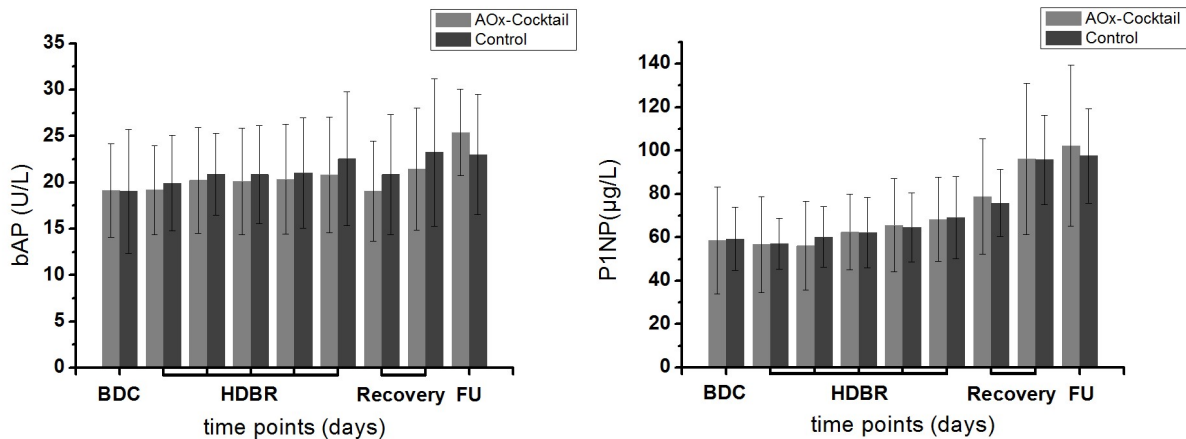 AOx-Cocktail
Control
bAP (U/L)
35
30
25
20
15
10
5
0
BDC HDBR Recovery FU
time points (days)
AOx-Cocktail
Control
P1NP(µg/L)
140
120
100
80
60
40
20
0
BDC HDBR Recovery FU
time points (days)